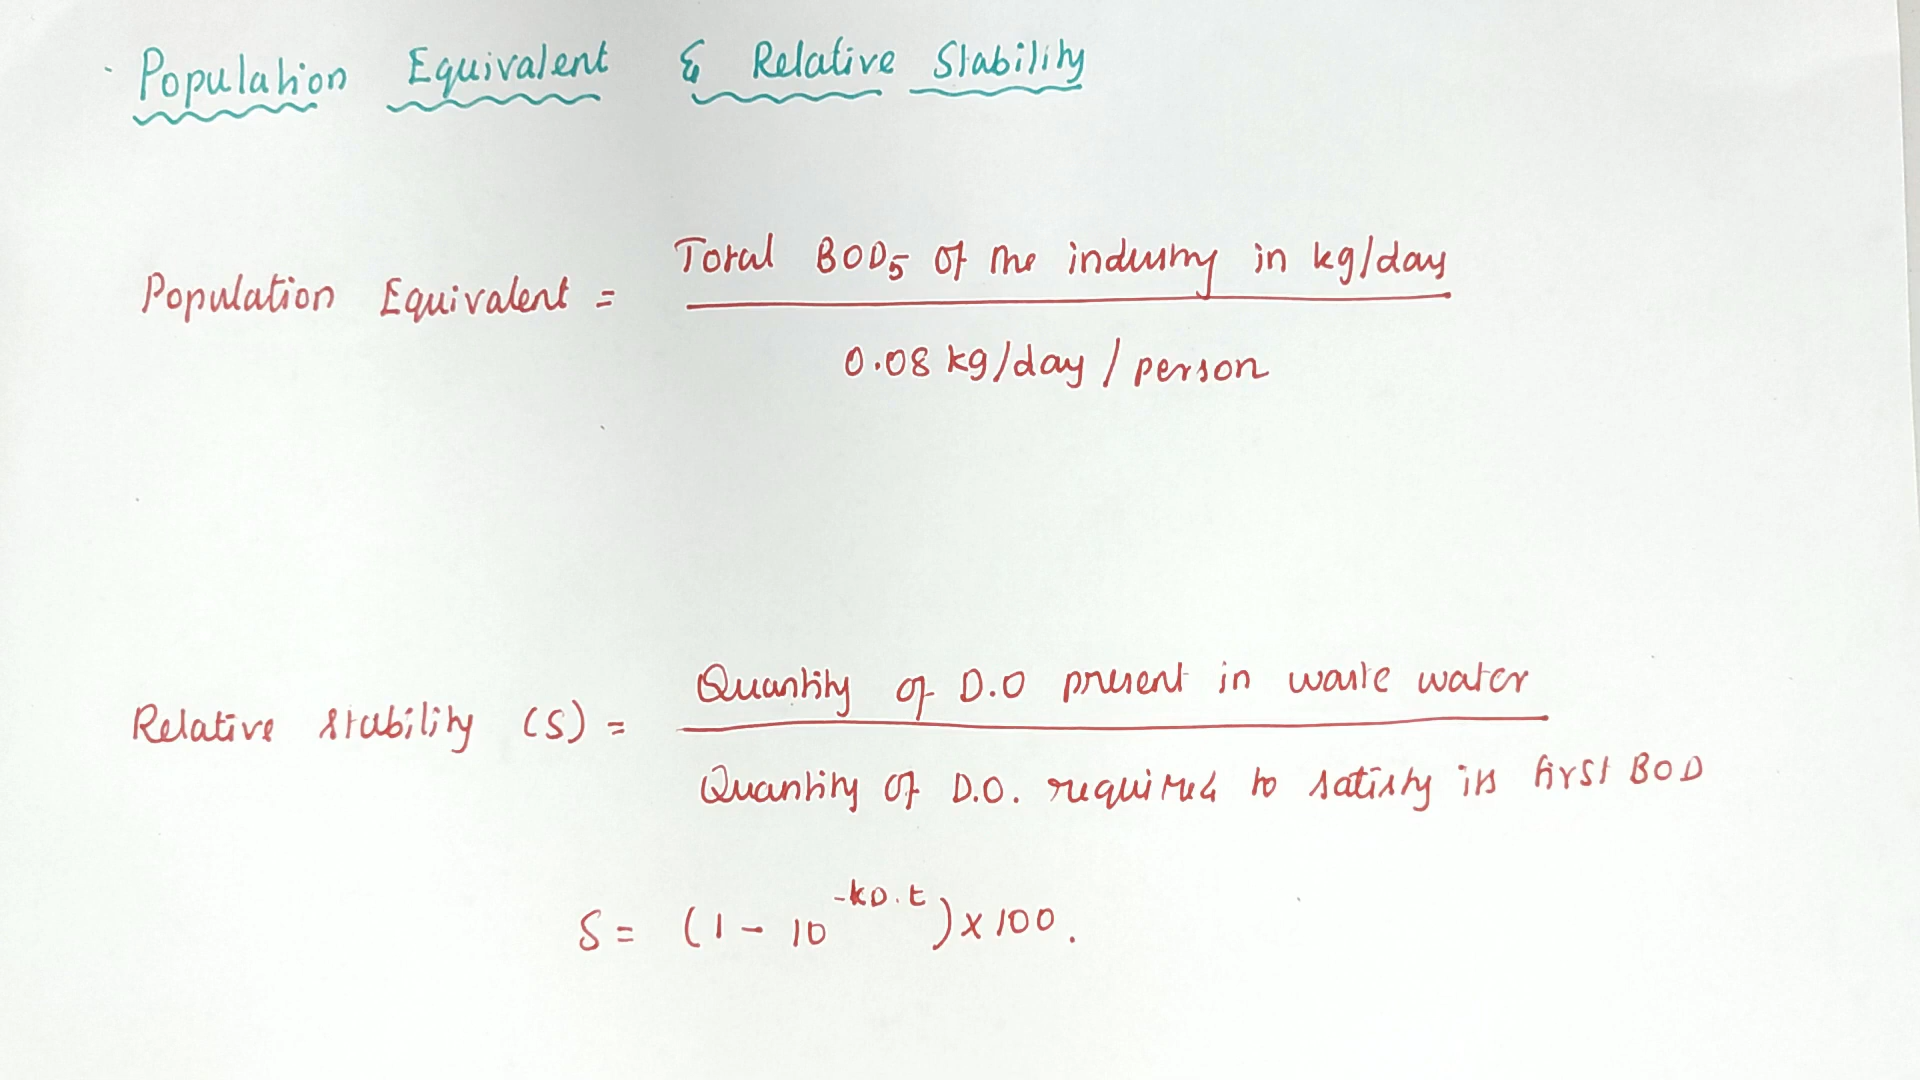 Population Equivalent & Relative Stability
Population Equivalent = Total BOD5 of the industry in kg/day
0.08 kg/day / person
Relative stability (S) = Quantity of D.O present in waste water
Quantity of D.O. required to satisfy its first BOD
S = (1 - 10^-kD.t) x 100.